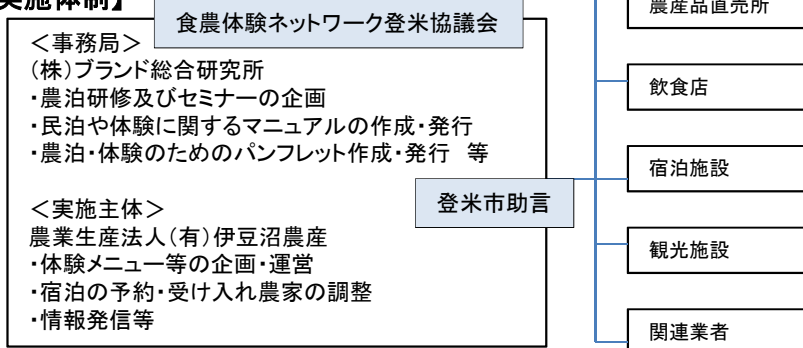 実施体制】
食農体験ネットワーク登米協議会
＜事務局＞
(株)ブランド総合研究所
・農泊研修及びセミナーの企画
・民泊や体験に関するマニュアルの作成・発行
・農泊・体験のためのパンフレット作成・発行　等
＜実施主体＞
農業生産法人(有)伊豆沼農産
・体験メニュー等の企画・運営
・宿泊の予約・受け入れ農家の調整
・情報発信等
登米市助言
農産品直売所
飲食店
宿泊施設
観光施設
関連業者